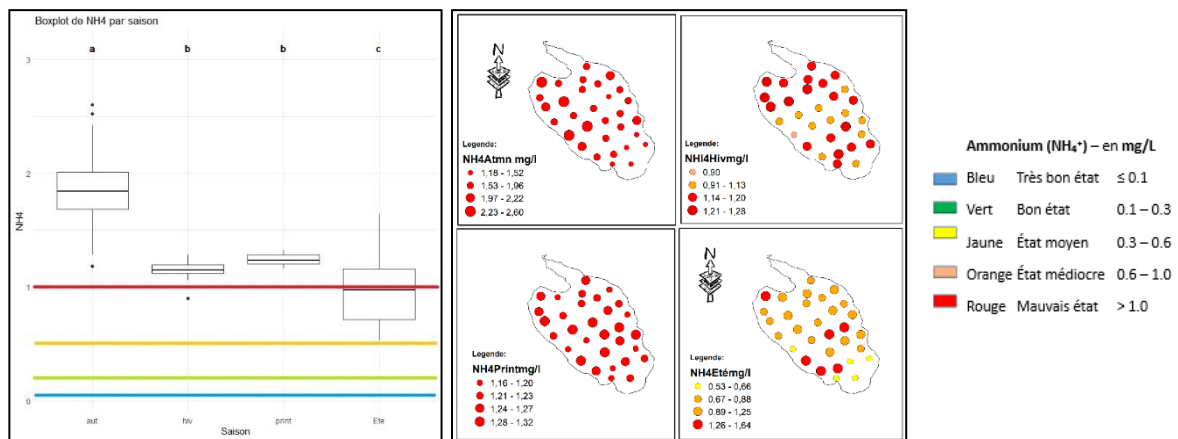 Boxplot de NH4 par saison
a b b c
3
2
1
0
NH4
aut hiv print Ete
Saison
N
Legende:
NH4Atmn mg/l
1,18 - 1,52
1,53 - 1,96
1,97 - 2,22
2,23 - 2,60
Legende:
NHI4Hivmg/l
0,90
0,91 - 1,13
1,14 - 1,20
1,21 - 1,28
Legende:
NH4Printmg/l
1,16 - 1,20
1,21 - 1,23
1,24 - 1,27
1,28 - 1,32
N
Legende:
NH4Etémg/l
0,53 - 0,66
0,67 - 0,88
0,89 - 1,25
1,26 - 1,64
Ammonium (NH₄⁺) – en mg/L
Bleu Très bon état ≤ 0.1
Vert Bon état 0.1 – 0.3
Jaune État moyen 0.3 – 0.6
Orange État médiocre 0.6 – 1.0
Rouge Mauvais état > 1.0